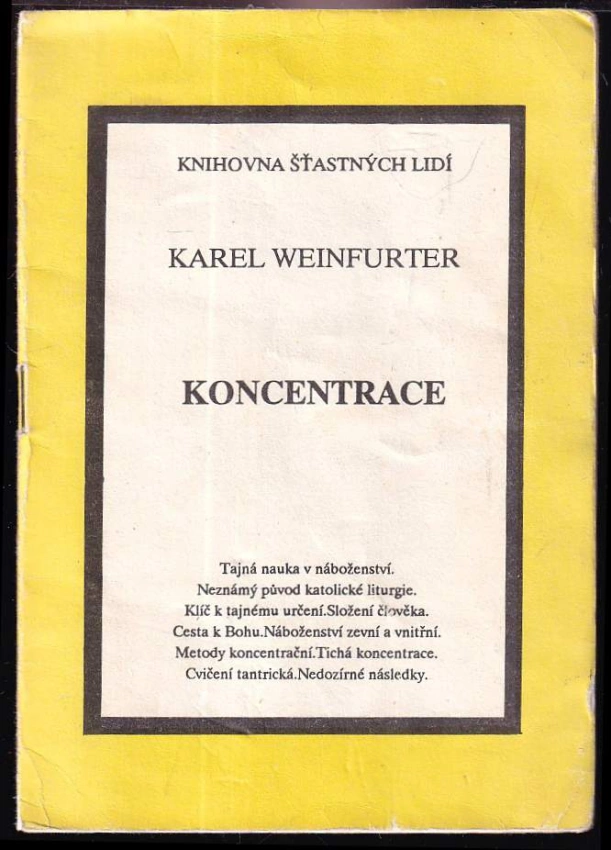 KNIHOVNA ŠŤASTNÝCH LIDÍ
KAREL WEINFURTER
KONCENTRACE
Tajná nauka v náboženství.
Neznámý původ katolické liturgie.
Klíč k tajnému určení.Složení člověka.
Cesta k Bohu.Náboženství zevní a vnitřní.
Metody koncentrační.Tichá koncentrace.
Cvičení tantrická.Nedozírné následky.